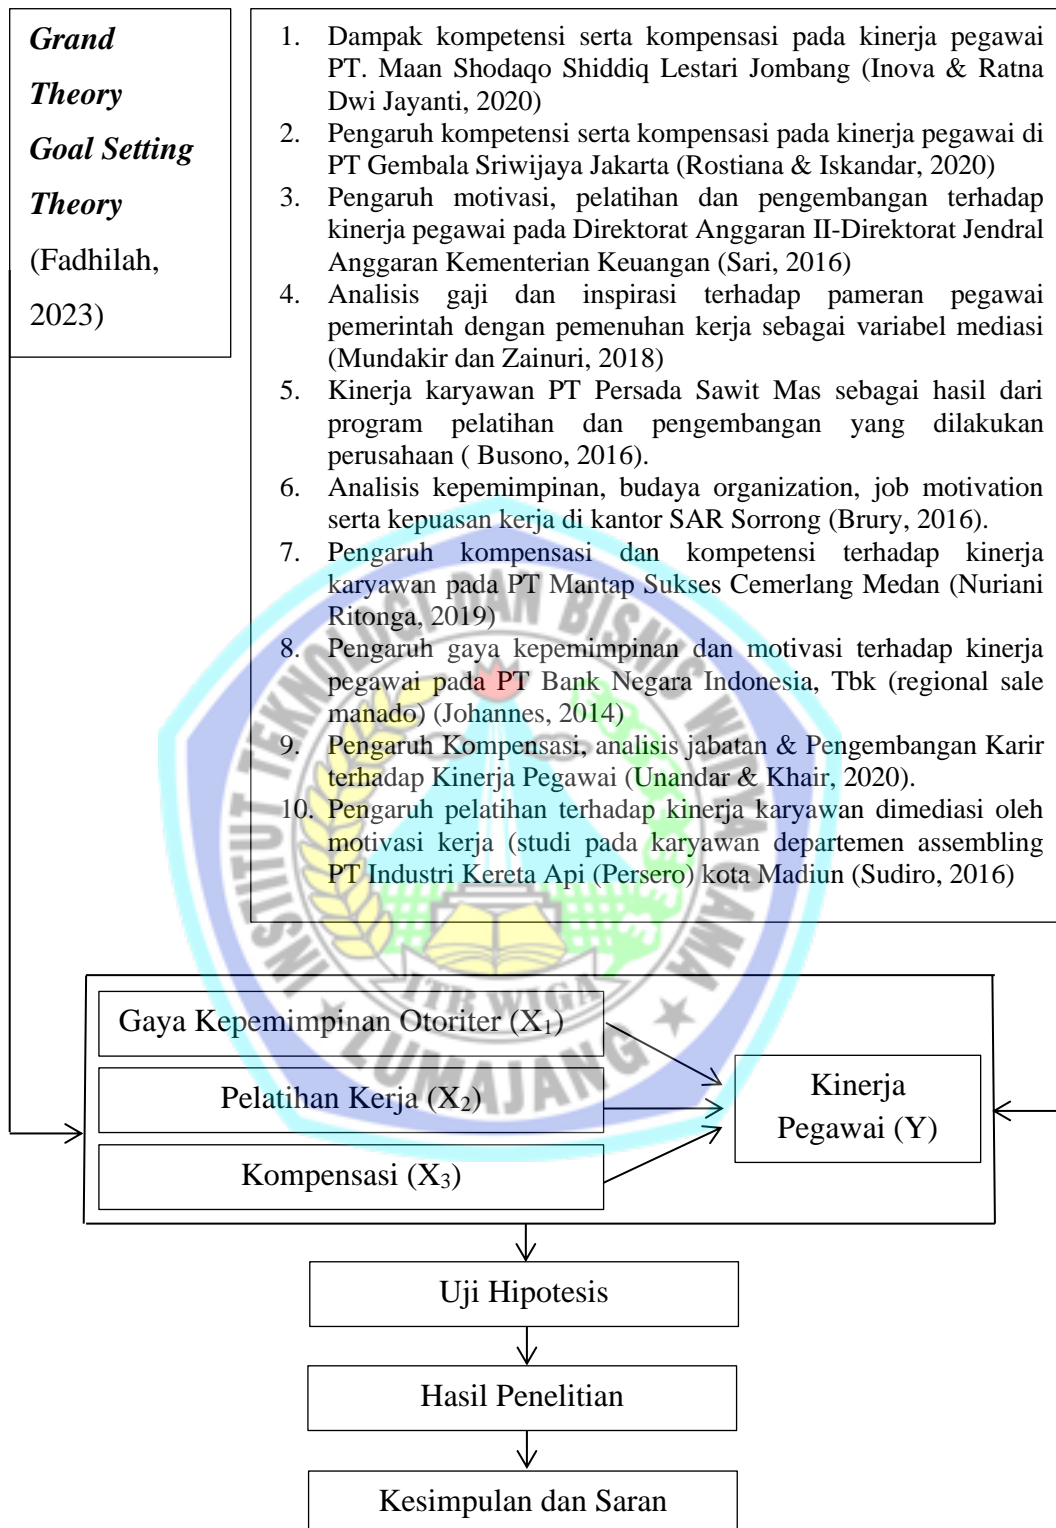 Grand
Theory
Goal Setting
Theory
(Fadhilah,
2023)
1. Dampak kompetensi serta kompensasi pada kinerja pegawai
PT. Maan Shodaqo Shiddiq Lestari Jombang (Inova & Ratna
Dwi Jayanti, 2020)
2. Pengaruh kompetensi serta kompensasi pada kinerja pegawai di
PT Gembala Sriwijaya Jakarta (Rostiana & Iskandar, 2020)
3. Pengaruh motivasi, pelatihan dan pengembangan terhadap
kinerja pegawai pada Direktorat Anggaran II-Direktorat Jendral
Anggaran Kementerian Keuangan (Sari, 2016)
4. Analisis gaji dan inspirasi terhadap pameran pegawai
pemerintah dengan pemenuhan kerja sebagai variabel mediasi
(Mundakir dan Zainuri, 2018)
5. Kinerja karyawan PT Persada Sawit Mas sebagai hasil dari
program pelatihan dan pengembangan yang dilakukan
perusahaan ( Busono, 2016).
6. Analisis kepemimpinan, budaya organization, job motivation
serta kepuasan kerja di kantor SAR Sorrong (Brury, 2016).
7. Pengaruh kompensasi dan kompetensi terhadap kinerja
karyawan pada PT Mantap Sukses Cemerlang Medan (Nuriani
Ritonga, 2019)
8. Pengaruh gaya kepemimpinan dan motivasi terhadap kinerja
pegawai pada PT Bank Negara Indonesia, Tbk (regional sale
manado) (Johannes, 2014)
9. Pengaruh Kompensasi, analisis jabatan & Pengembangan Karir
terhadap Kinerja Pegawai (Unandar & Khair, 2020).
10. Pengaruh pelatihan terhadap kinerja karyawan dimediasi oleh
motivasi kerja (studi pada karyawan departemen assembling
PT Industri Kereta Api (Persero) kota Madiun (Sudiro, 2016)
INSTITUT TEKNOLOGI DAN BISNIS WIDYA GAMA
ITB WIGA
LUMAJANG
Gaya Kepemimpinan Otoriter (X₁)
Pelatihan Kerja (X₂)
Kompensasi (X₃)
Kinerja
Pegawai (Y)
Uji Hipotesis
Hasil Penelitian
Kesimpulan dan Saran